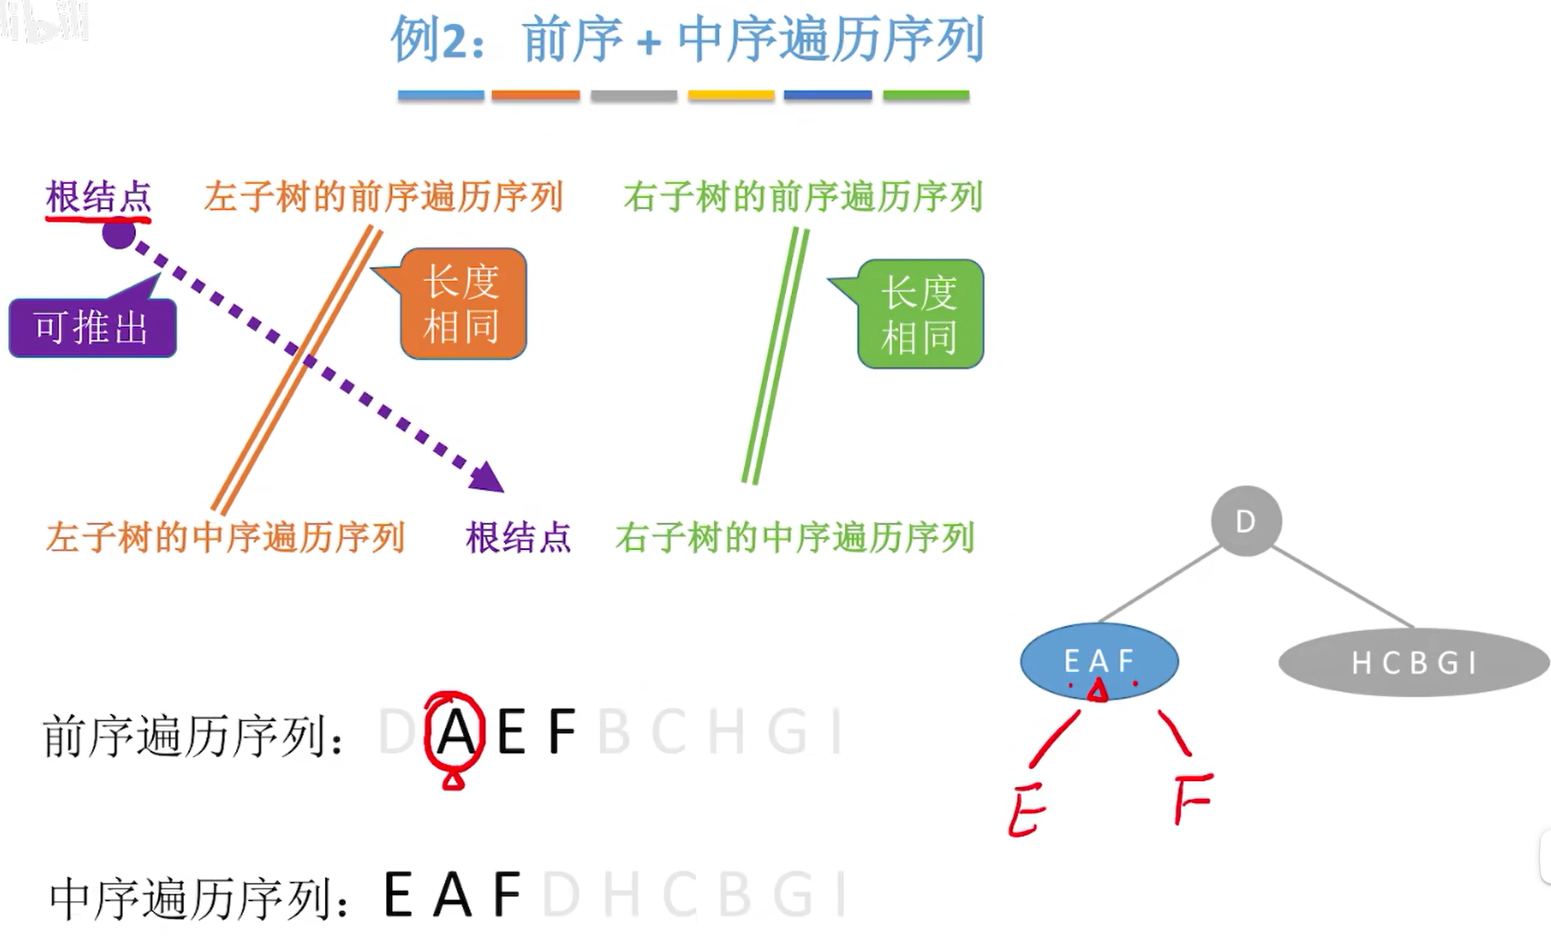 例2：前序 + 中序遍历序列
根结点 左子树的前序遍历序列 右子树的前序遍历序列
可推出
长度
相同
长度
相同
左子树的中序遍历序列 根结点 右子树的中序遍历序列
D
E A F
H C B G I
E F
前序遍历序列：D A E F B C H G I
中序遍历序列：E A F D H C B G I